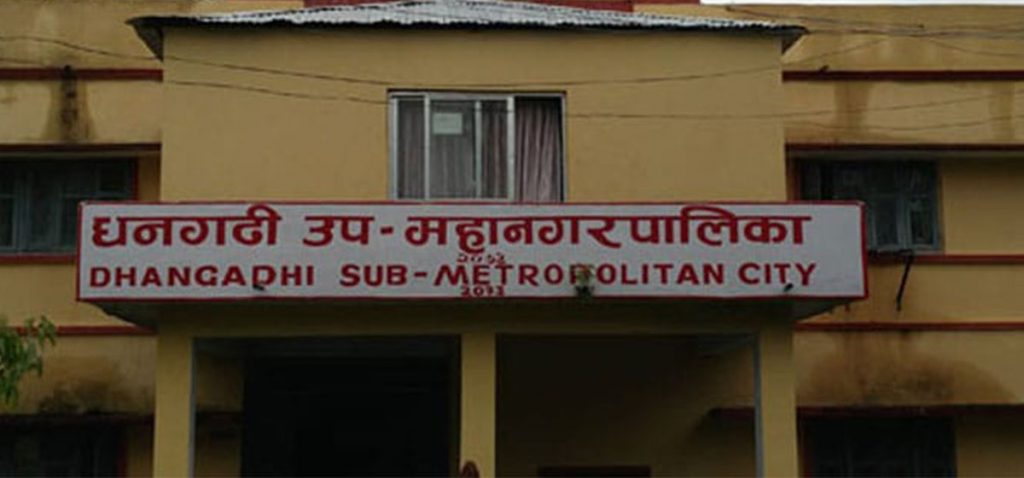 धनगढी उप - महानगरपालिका
DHANGADHI SUB-METROPOLITAN CITY